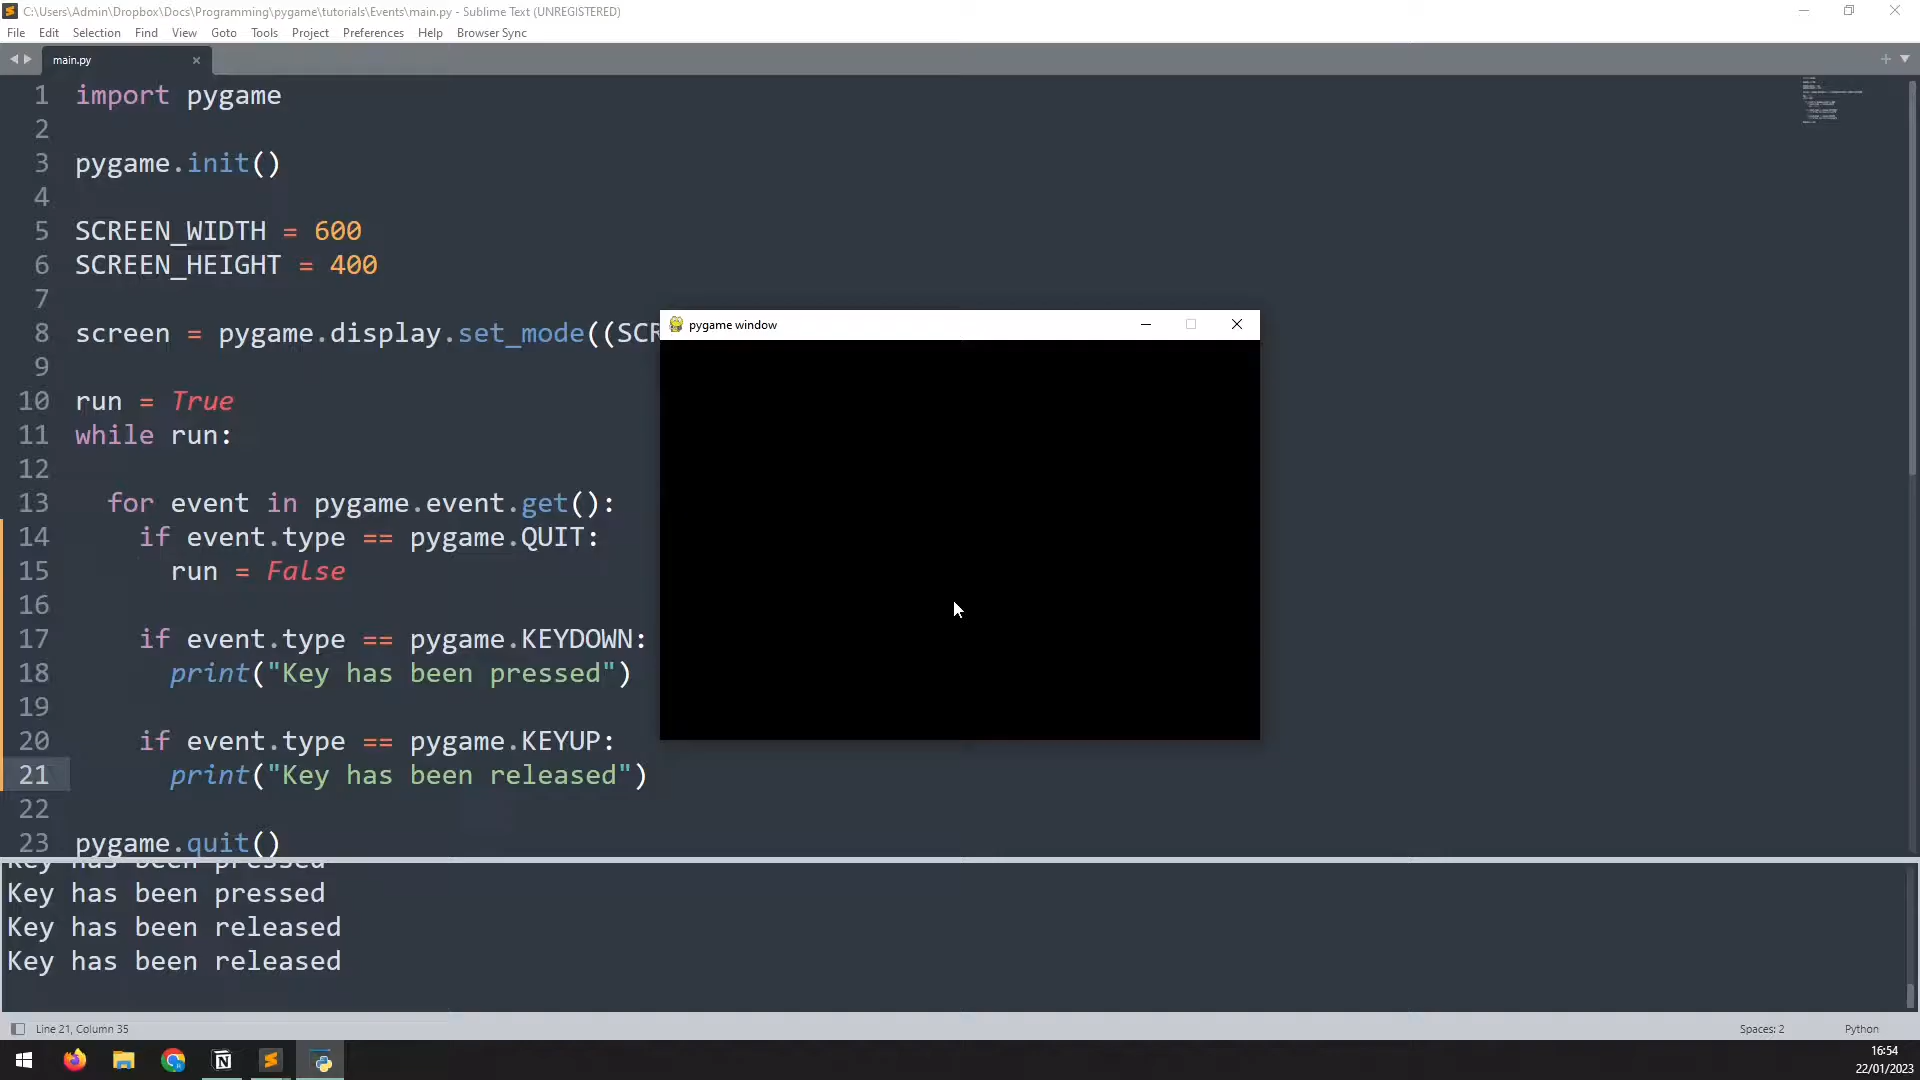 C:\Users\Admin\Dropbox\Docs\Programming\pygame\tutorials\Events\main.py - Sublime Text (UNREGISTERED)
File Edit Selection Find View Goto Tools Project Preferences Help Browser Sync
main.py
1 import pygame
2
3 pygame.init()
4
5 SCREEN_WIDTH = 600
6 SCREEN_HEIGHT = 400
7
8 screen = pygame.display.set_mode((SCR
pygame window
9
10 run = True
11 while run:
12
13 for event in pygame.event.get():
14 if event.type == pygame.QUIT:
15 run = False
16
17 if event.type == pygame.KEYDOWN:
18 print("Key has been pressed")
19
20 if event.type == pygame.KEYUP:
21 print("Key has been released")
22
23 pygame.quit()
Key has been pressed
Key has been pressed
Key has been released
Key has been released
Line 21, Column 35 Spaces: 2 Python
16:54
22/01/2023